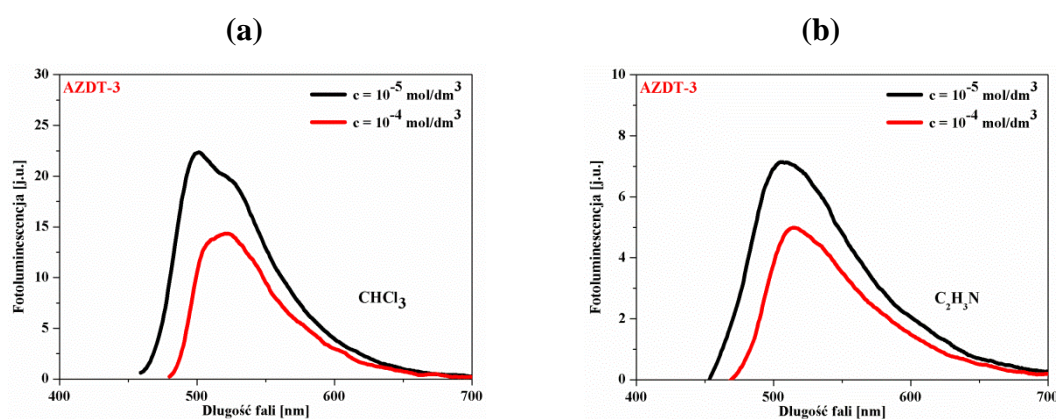 (a)
30
25
20
15
10
5
0
400
500
600
700
Fotoluminescencja [j.u.]
Długość fali [nm]
AZDT-3
c = 10⁻⁵ mol/dm³
c = 10⁻⁴ mol/dm³
CHCl₃
(b)
10
8
6
4
2
0
400
500
600
700
Fotoluminescencja [j.u.]
Długość fali [nm]
AZDT-3
c = 10⁻⁵ mol/dm³
c = 10⁻⁴ mol/dm³
C₂H₃N